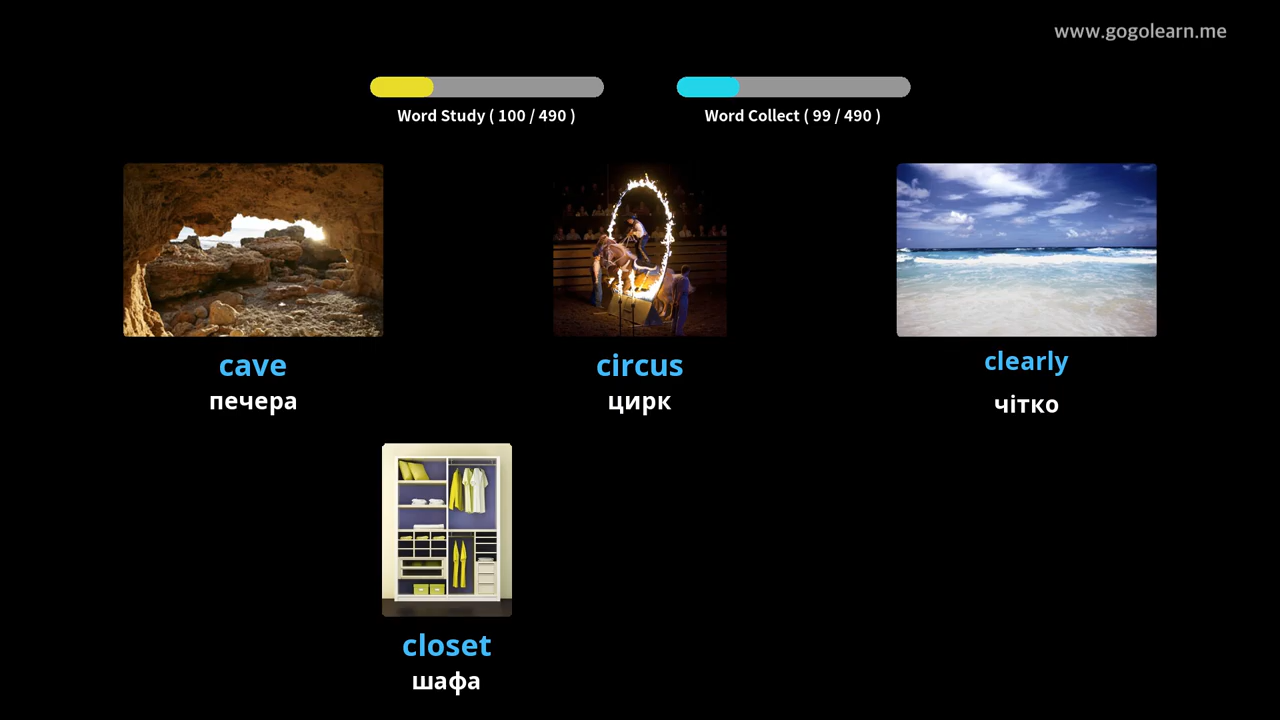 www.gogolearn.me
Word Study ( 100 / 490 )
Word Collect ( 99 / 490 )
cave
печера
circus
цирк
clearly
чітко
closet
шафа